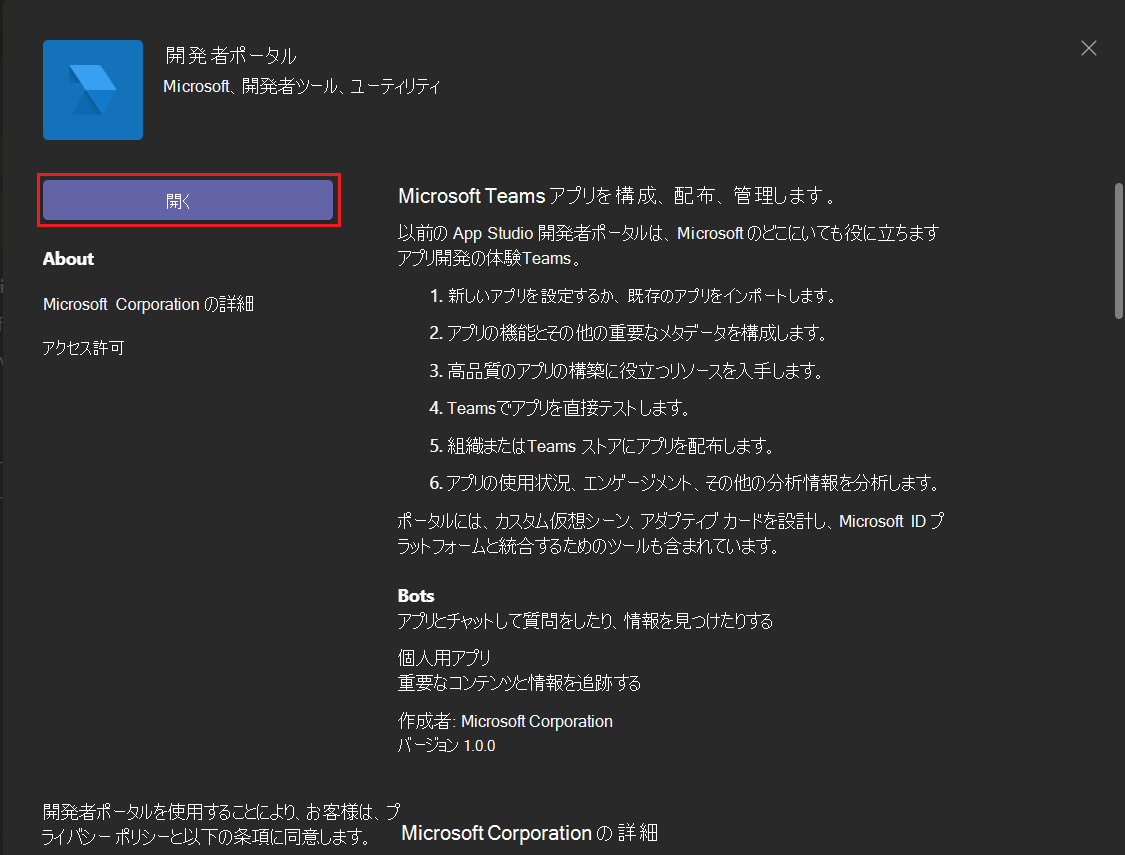 開発者ポータル
Microsoft、開発者ツール、ユーティリティ
開く
About
Microsoft Corporation の詳細
アクセス許可
Microsoft Teams アプリを構成、配布、管理します。
以前の App Studio 開発者ポータルは、Microsoft のどこにいても役に立ちます
アプリ開発の体験Teams。
1. 新しいアプリを設定するか、既存のアプリをインポートします。
2. アプリの機能とその他の重要なメタデータを構成します。
3. 高品質のアプリの構築に役立つリソースを入手します。
4. Teamsでアプリを直接テストします。
5. 組織またはTeams ストアにアプリを配布します。
6. アプリの使用状況、エンゲージメント、その他の分析情報を分析します。
ポータルには、カスタム仮想シーン、アダプティブ カードを設計し、Microsoft ID プ
ラットフォームと統合するためのツールも含まれています。
Bots
アプリとチャットして質問をしたり、情報を見つけたりする
個人用アプリ
重要なコンテンツと情報を追跡する
作成者: Microsoft Corporation
バージョン 1.0.0
開発者ポータルを使用することにより、お客様は、プ
ライバシー ポリシーと以下の条項に同意します。
Microsoft Corporation の詳細